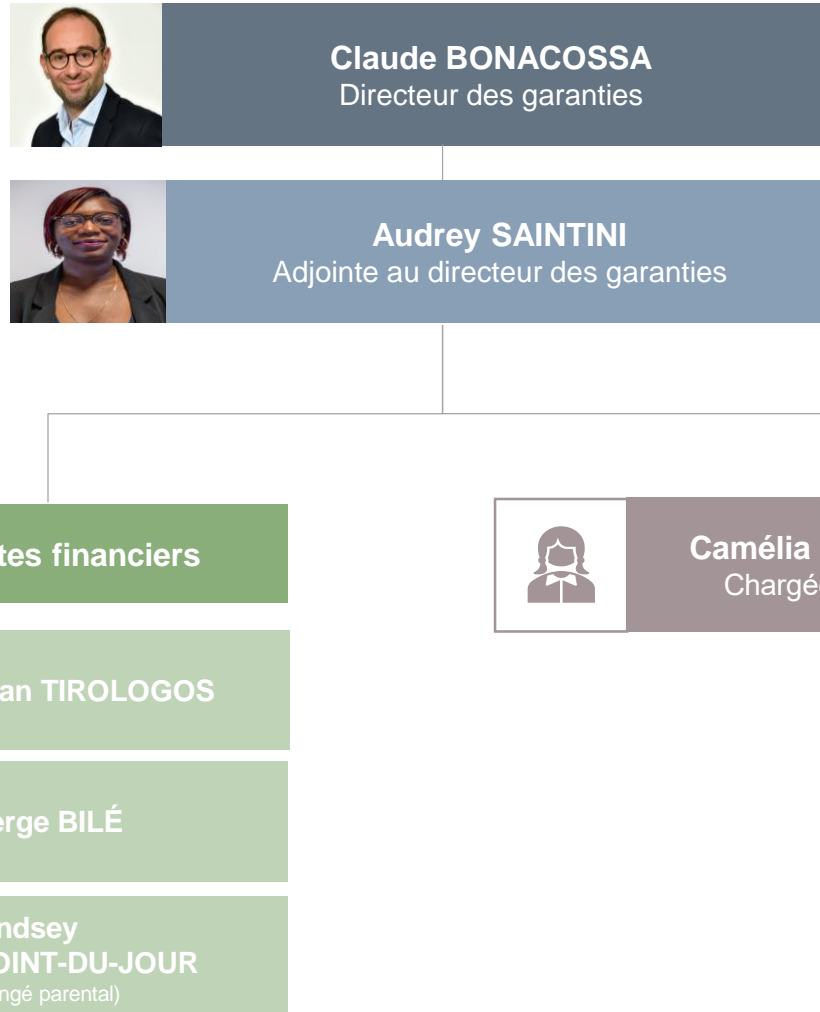 Claude BONACOSSA
Directeur des garanties
Audrey SAINTINI
Adjointe au directeur des garanties
tes financiers
Camélia
Chargé
an TIROLOGOS
erge BILÉ
ndsey
OINT-DU-JOUR
ngé parental)